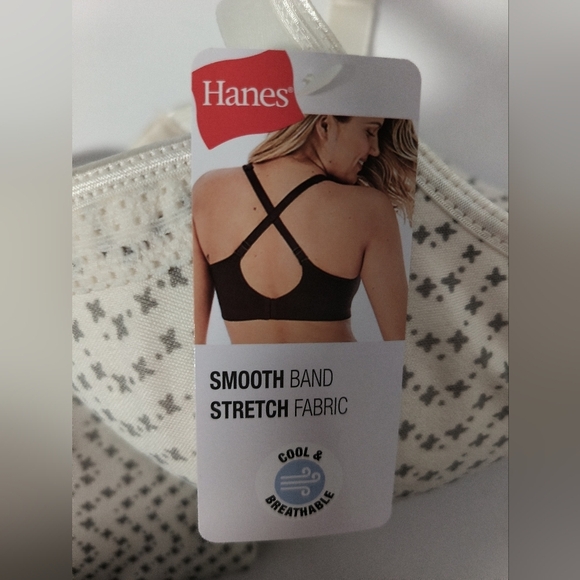 Hanes®
SMOOTH BAND
STRETCH FABRIC
COOL &
BREATHABLE